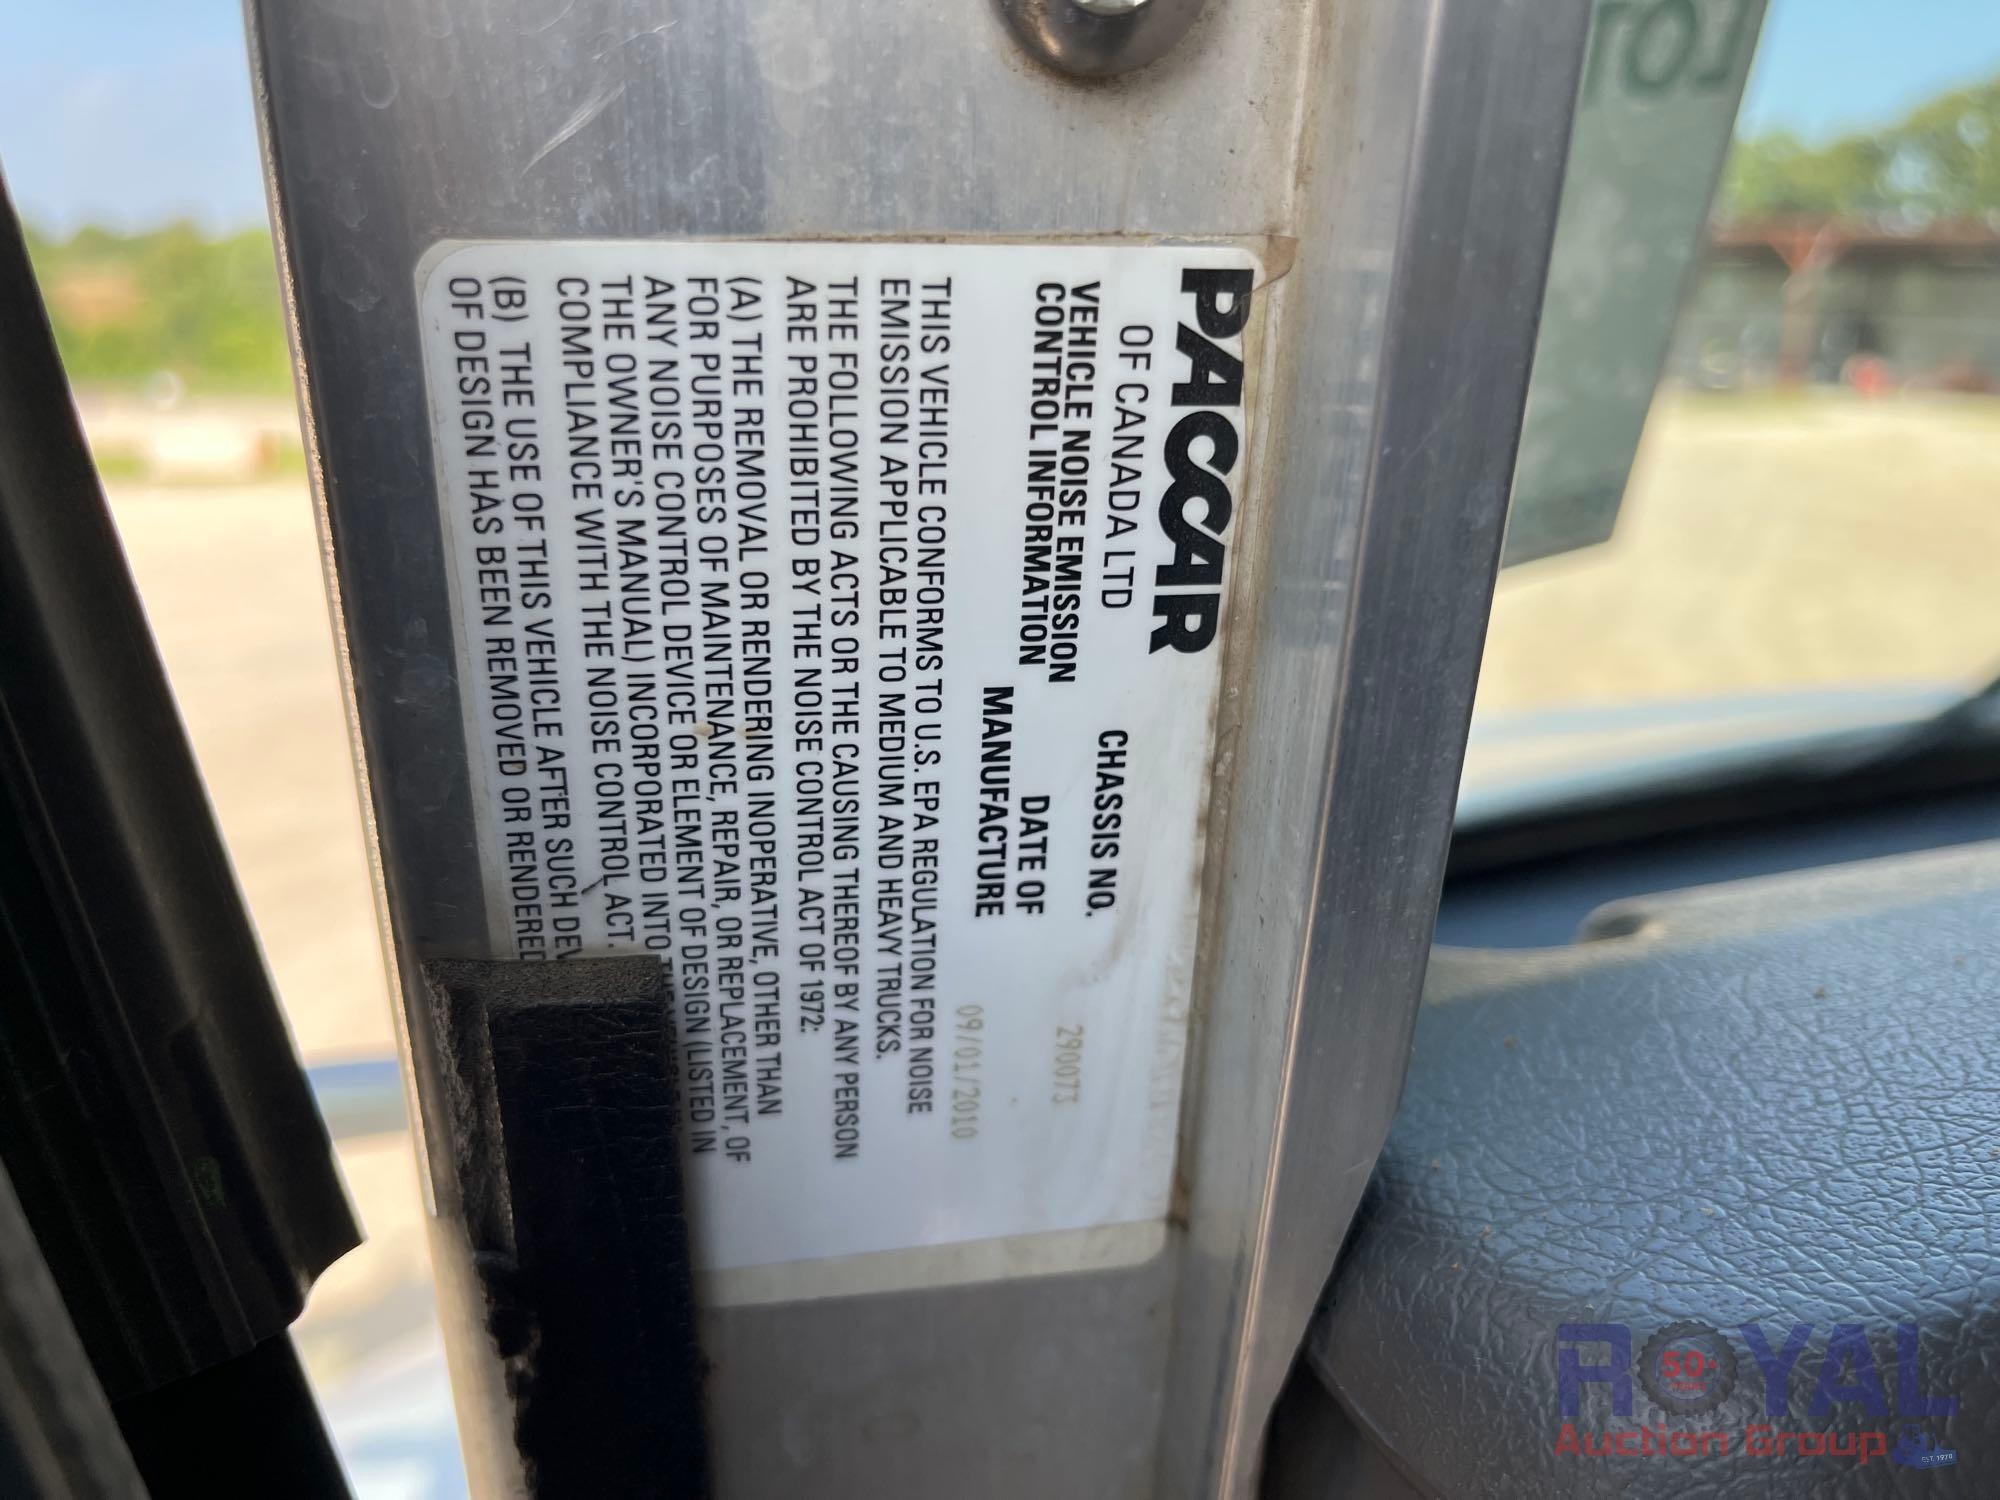 PACCAR
OF CANADA LTD
VEHICLE NOISE EMISSION
CONTROL INFORMATION
CHASSIS NO. 290073
DATE OF
MANUFACTURE 09/01/2010
THIS VEHICLE CONFORMS TO U.S. EPA REGULATION FOR NOISE
EMISSION APPLICABLE TO MEDIUM AND HEAVY TRUCKS.
THE FOLLOWING ACTS OR THE CAUSING THEREOF BY ANY PERSON
ARE PROHIBITED BY THE NOISE CONTROL ACT OF 1972:
(A) THE REMOVAL OR RENDERING INOPERATIVE, OTHER THAN
FOR PURPOSES OF MAINTENANCE, REPAIR, OR REPLACEMENT, OF
ANY NOISE CONTROL DEVICE OR ELEMENT OF DESIGN (LISTED IN
THE OWNER'S MANUAL) INCORPORATED INTO
COMPLIANCE WITH THE NOISE CONTROL ACT.
(B) THE USE OF THIS VEHICLE AFTER SUCH DEV
OF DESIGN HAS BEEN REMOVED OR RENDERED
LOT
ROYAL
50+
Auction Group
EST. 1970